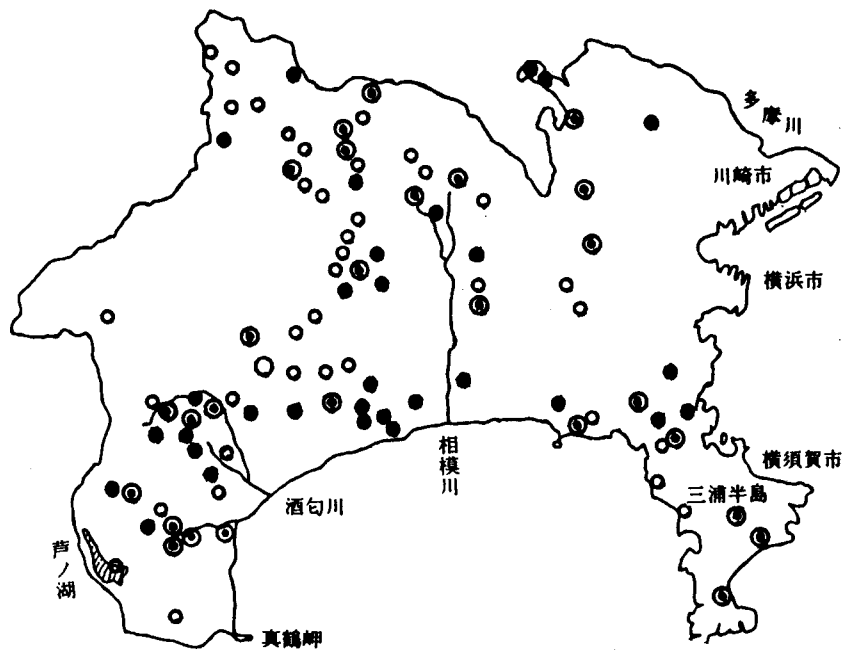 多摩川
川崎市
横浜市
横須賀市
三浦半島
相模川
酒匂川
芦ノ湖
真鶴岬